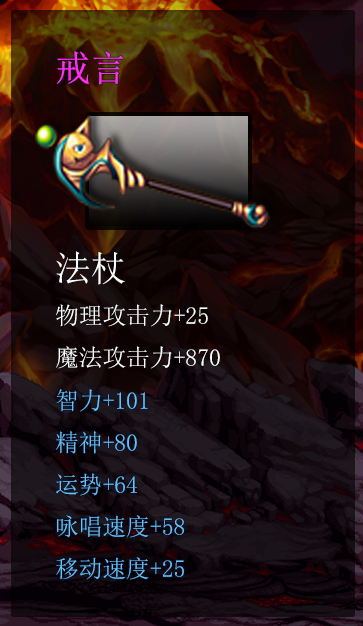 戒言
法杖
物理攻击力+25
魔法攻击力+870
智力+101
精神+80
运势+64
咏唱速度+58
移动速度+25